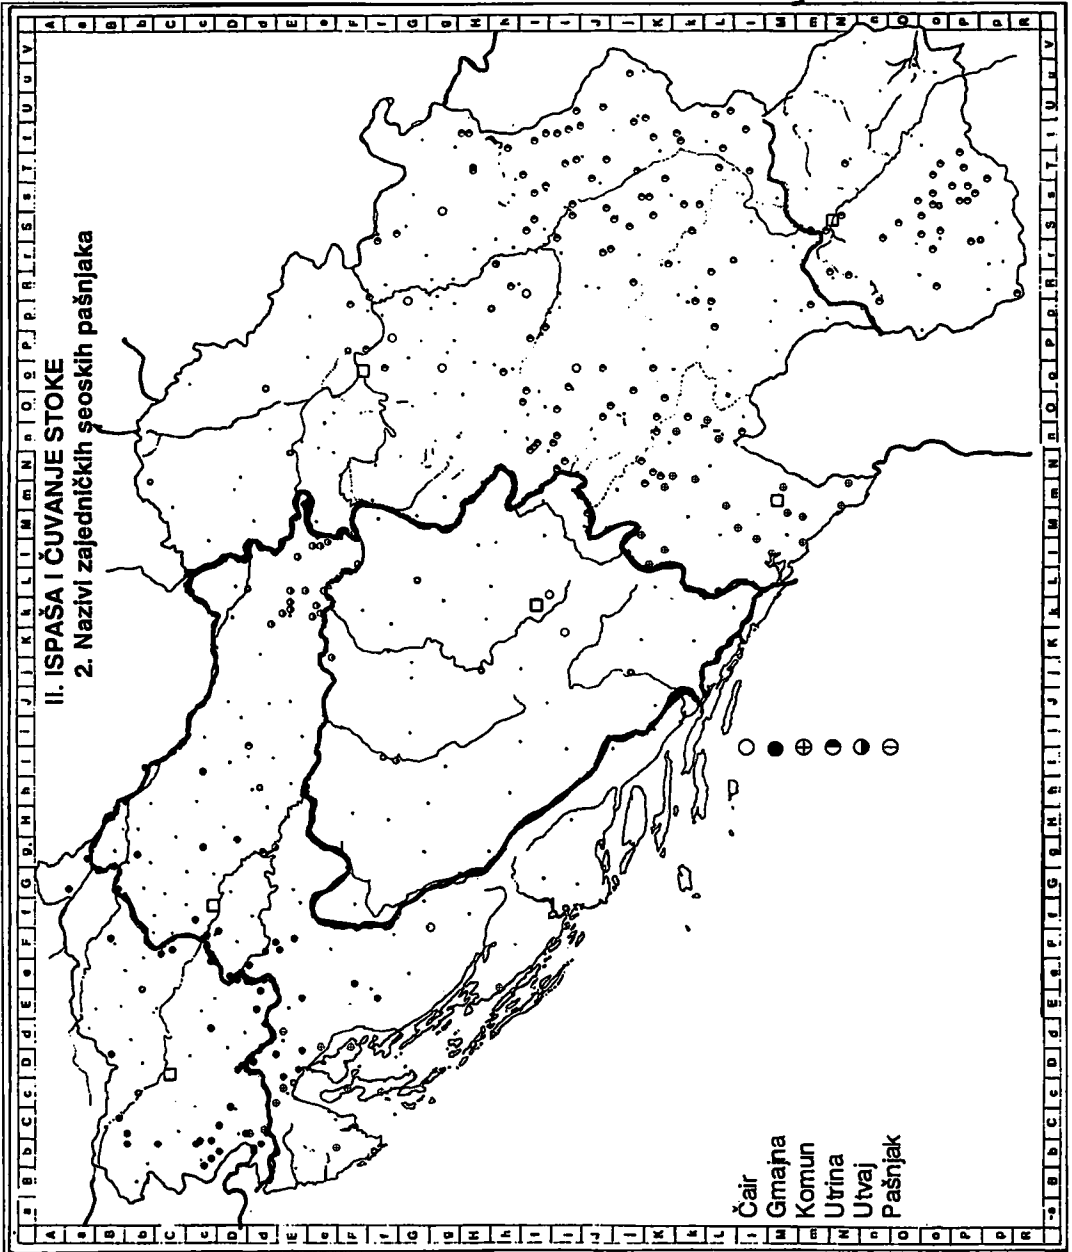 a B b C c D d E e F f G g H h I i J j K k L l M m N n O o P p R r S s T t U u V
II. ISPAŠA I ČUVANJE STOKE
2. Nazivi zajedničkih seoskih pašnjaka
A a B b C c D d E e F f G g H h I i J j K k L l M m N n O o P p R
A a B b C c D d E e F f G g H h I i J j K k L l M m N n O o P p R
Čair
Gmajna
Komun
Utrina
Utvaj
Pašnjak
a B b C c D d E e F f G g H h I i J j K k L l M m N n O o P p R r S s T t U u V